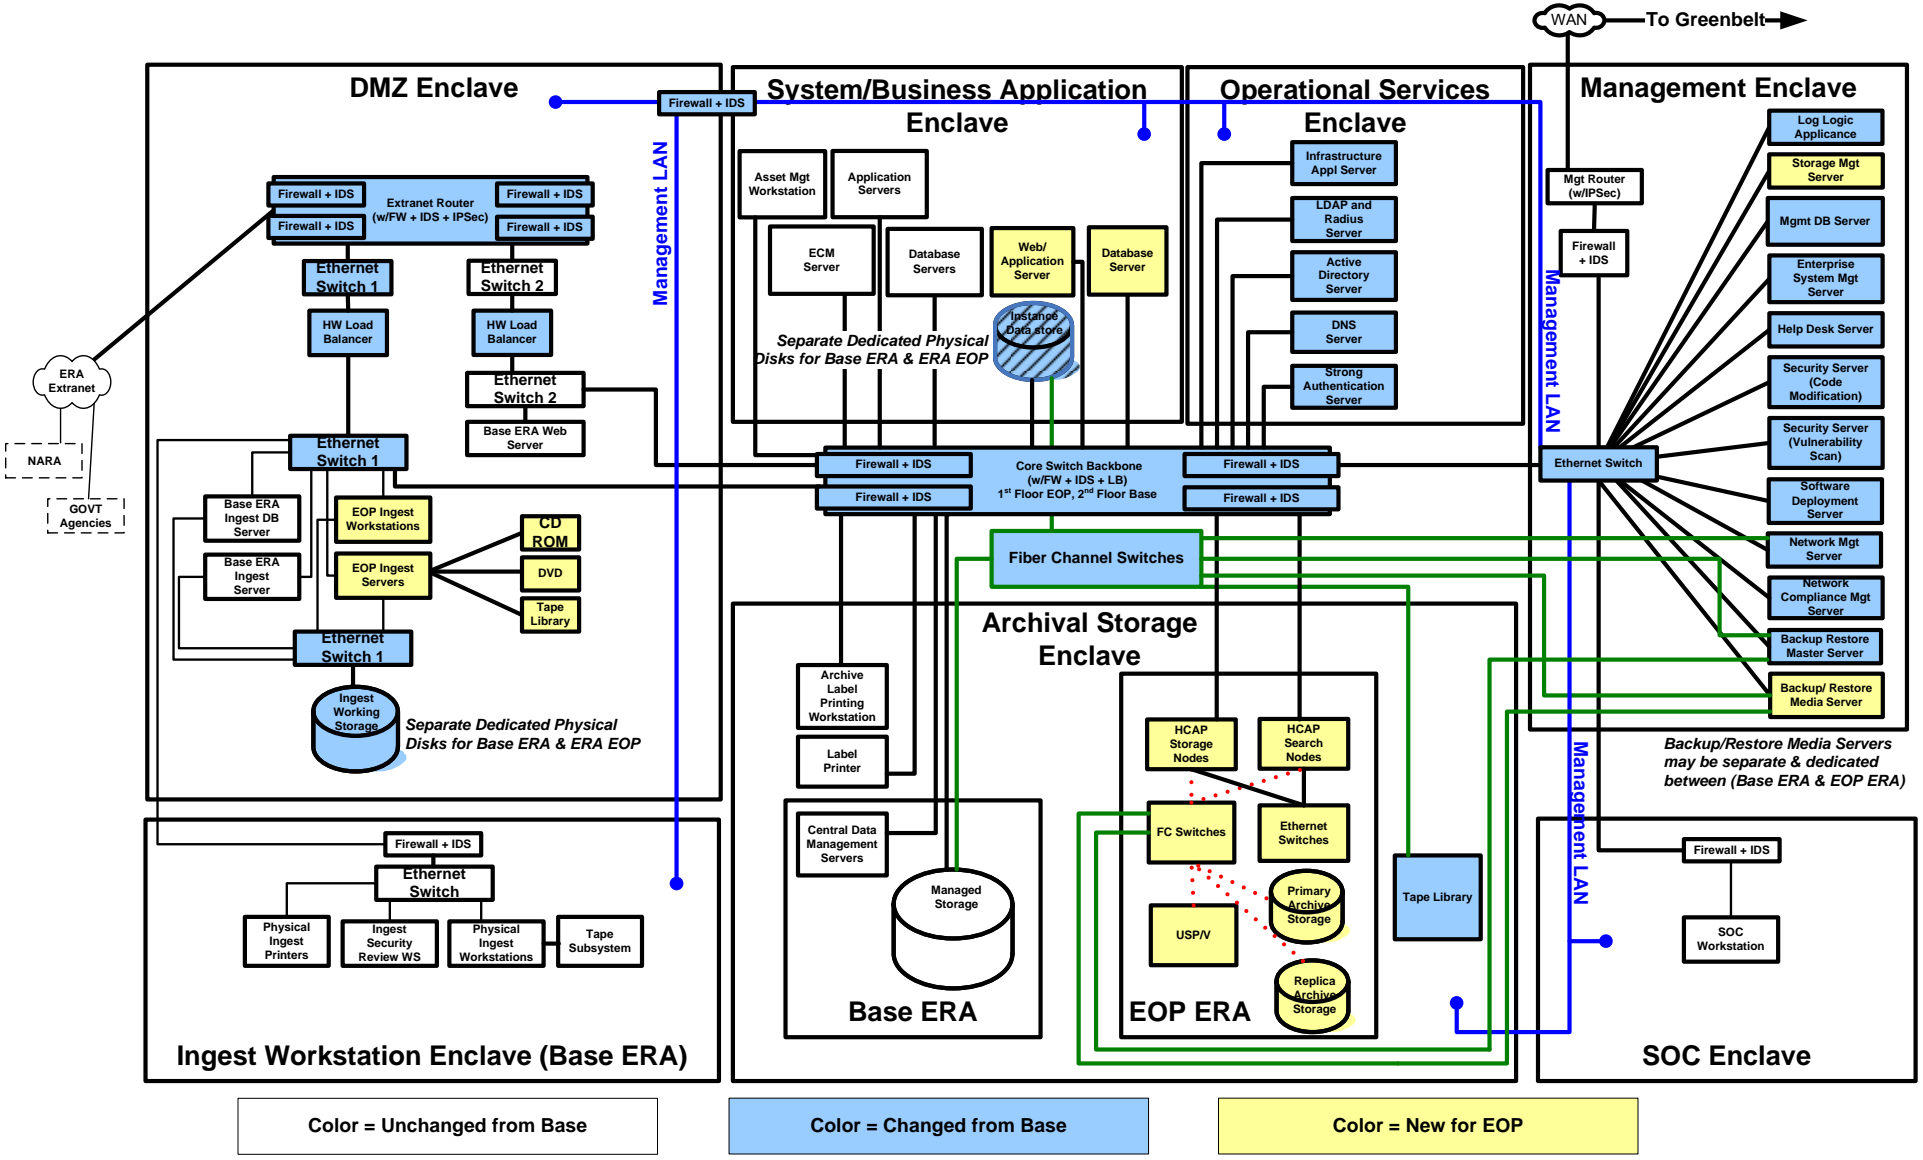 WAN
To Greenbelt
DMZ Enclave
System/Business Application
Enclave
Operational Services
Enclave
Management Enclave
Firewall + IDS
Management LAN
Firewall + IDS
Firewall + IDS
Extranet Router
(w/FW + IDS + IPSec)
Firewall + IDS
Firewall + IDS
Ethernet
Switch 1
Ethernet
Switch 2
HW Load
Balancer
HW Load
Balancer
Ethernet
Switch 2
Base ERA Web
Server
ERA
Extranet
NARA
GOVT
Agencies
Ethernet
Switch 1
Base ERA
Ingest DB
Server
EOP Ingest
Workstations
Base ERA
Ingest
Server
EOP Ingest
Servers
CD
ROM
DVD
Tape
Library
Ethernet
Switch 1
Ingest
Working
Storage
Separate Dedicated Physical
Disks for Base ERA & ERA EOP
Asset Mgt
Workstation
Application
Servers
ECM
Server
Database
Servers
Web/
Application
Server
Database
Server
Instance
Data store
Separate Dedicated Physical
Disks for Base ERA & ERA EOP
Infrastructure
Appl Server
LDAP and
Radius
Server
Active
Directory
Server
DNS
Server
Strong
Authentication
Server
Management LAN
Mgt Router
(w/IPSec)
Firewall
+ IDS
Ethernet Switch
Log Logic
Applicance
Storage Mgt
Server
Mgmt DB Server
Enterprise
System Mgt
Server
Help Desk Server
Security Server
(Code
Modification)
Security Server
(Vulnerability
Scan)
Software
Deployment
Server
Network Mgt
Server
Network
Compliance Mgt
Server
Backup Restore
Master Server
Backup/ Restore
Media Server
Backup/Restore Media Servers
may be separate & dedicated
between (Base ERA & EOP ERA)
Firewall + IDS
Firewall + IDS
Core Switch Backbone
(w/FW + IDS + LB)
1st Floor EOP, 2nd Floor Base
Firewall + IDS
Firewall + IDS
Fiber Channel Switches
Archival Storage
Enclave
Archive
Label
Printing
Workstation
Label
Printer
Central Data
Management
Servers
Managed
Storage
Base ERA
HCAP
Storage
Nodes
HCAP
Search
Nodes
FC Switches
Ethernet
Switches
USP/V
Primary
Archive
Storage
Replica
Archive
Storage
EOP ERA
Tape Library
Management LAN
Firewall + IDS
Ethernet
Switch
Physical
Ingest
Printers
Ingest
Security
Review WS
Physical
Ingest
Workstations
Tape
Subsystem
Ingest Workstation Enclave (Base ERA)
Firewall + IDS
SOC
Workstation
SOC Enclave
Color = Unchanged from Base
Color = Changed from Base
Color = New for EOP